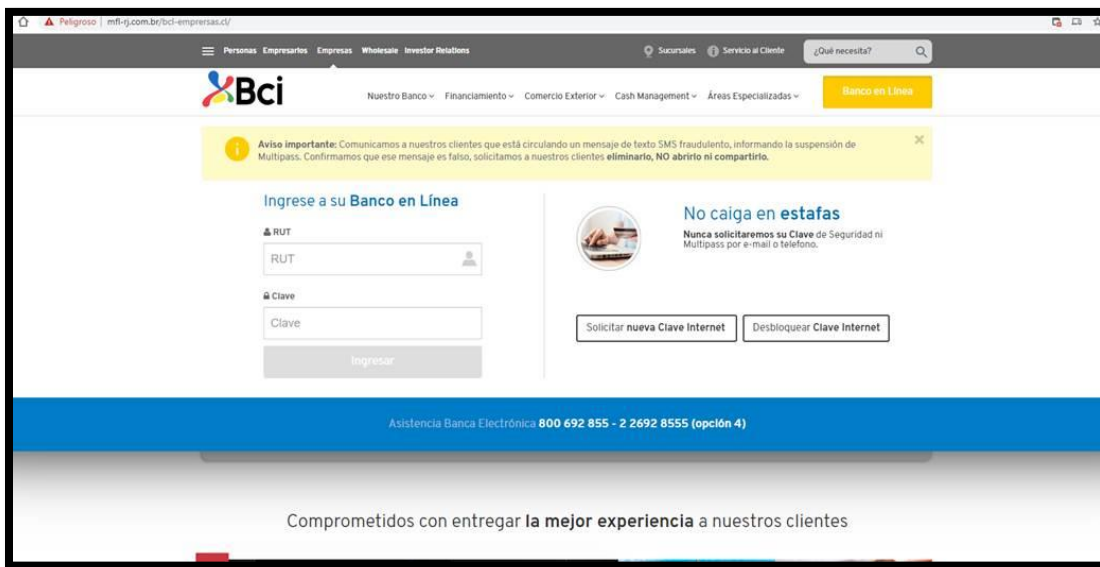 Peligroso | mfl-rj.com.br/bci-emprersas.cl/
Personas Empresarios Empresas Wholesale Investor Relations
Sucursales Servicio al Cliente ¿Qué necesita?
Bci
Nuestro Banco Financiamiento Comercio Exterior Cash Management Áreas Especializadas Banco en Línea
Aviso importante: Comunicamos a nuestros clientes que está circulando un mensaje de texto SMS fraudulento, informando la suspensión de
Multipass. Confirmamos que ese mensaje es falso, solicitamos a nuestros clientes eliminarlo, NO abrirlo ni compartirlo.
Ingrese a su Banco en Línea
RUT
RUT
Clave
Clave
Ingresar
No caiga en estafas
Nunca solicitaremos su Clave de Seguridad ni
Multipass por e-mail o telefono.
Solicitar nueva Clave Internet
Desbloquear Clave Internet
Asistencia Banca Electrónica 800 692 855 - 2 2692 8555 (opción 4)
Comprometidos con entregar la mejor experiencia a nuestros clientes